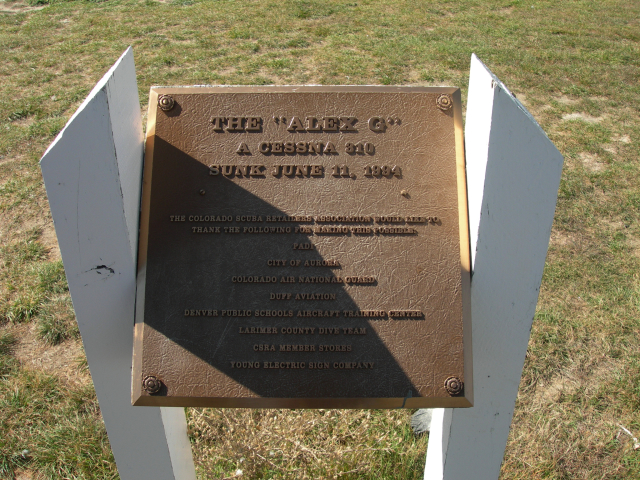 THE "ALEX G"
A CESSNA 310
SUNK JUNE 11, 1994
THE COLORADO SCUBA RETAILERS ASSOCIATION WOULD LIKE TO
THANK THE FOLLOWING FOR MAKING THIS POSSIBLE:
PADI
CITY OF AURORA
COLORADO AIR NATIONAL GUARD
DUFF AVIATION
DENVER PUBLIC SCHOOLS AIRCRAFT TRAINING CENTER
LARIMER COUNTY DIVE TEAM
CSRA MEMBER STORES
YOUNG ELECTRIC SIGN COMPANY